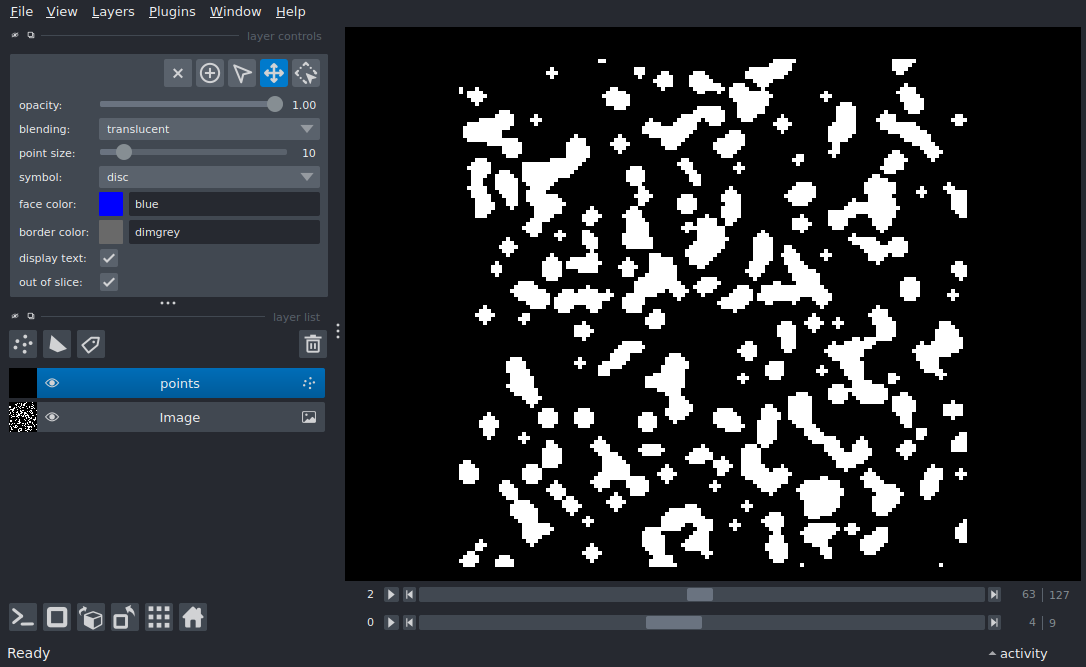 File View Layers Plugins Window Help
layer controls
opacity: 1.00
blending: translucent
point size: 10
symbol: disc
face color: blue
border color: dimgrey
display text:
out of slice:
layer list
points
Image
2 63 | 127
0 4 | 9
Ready activity